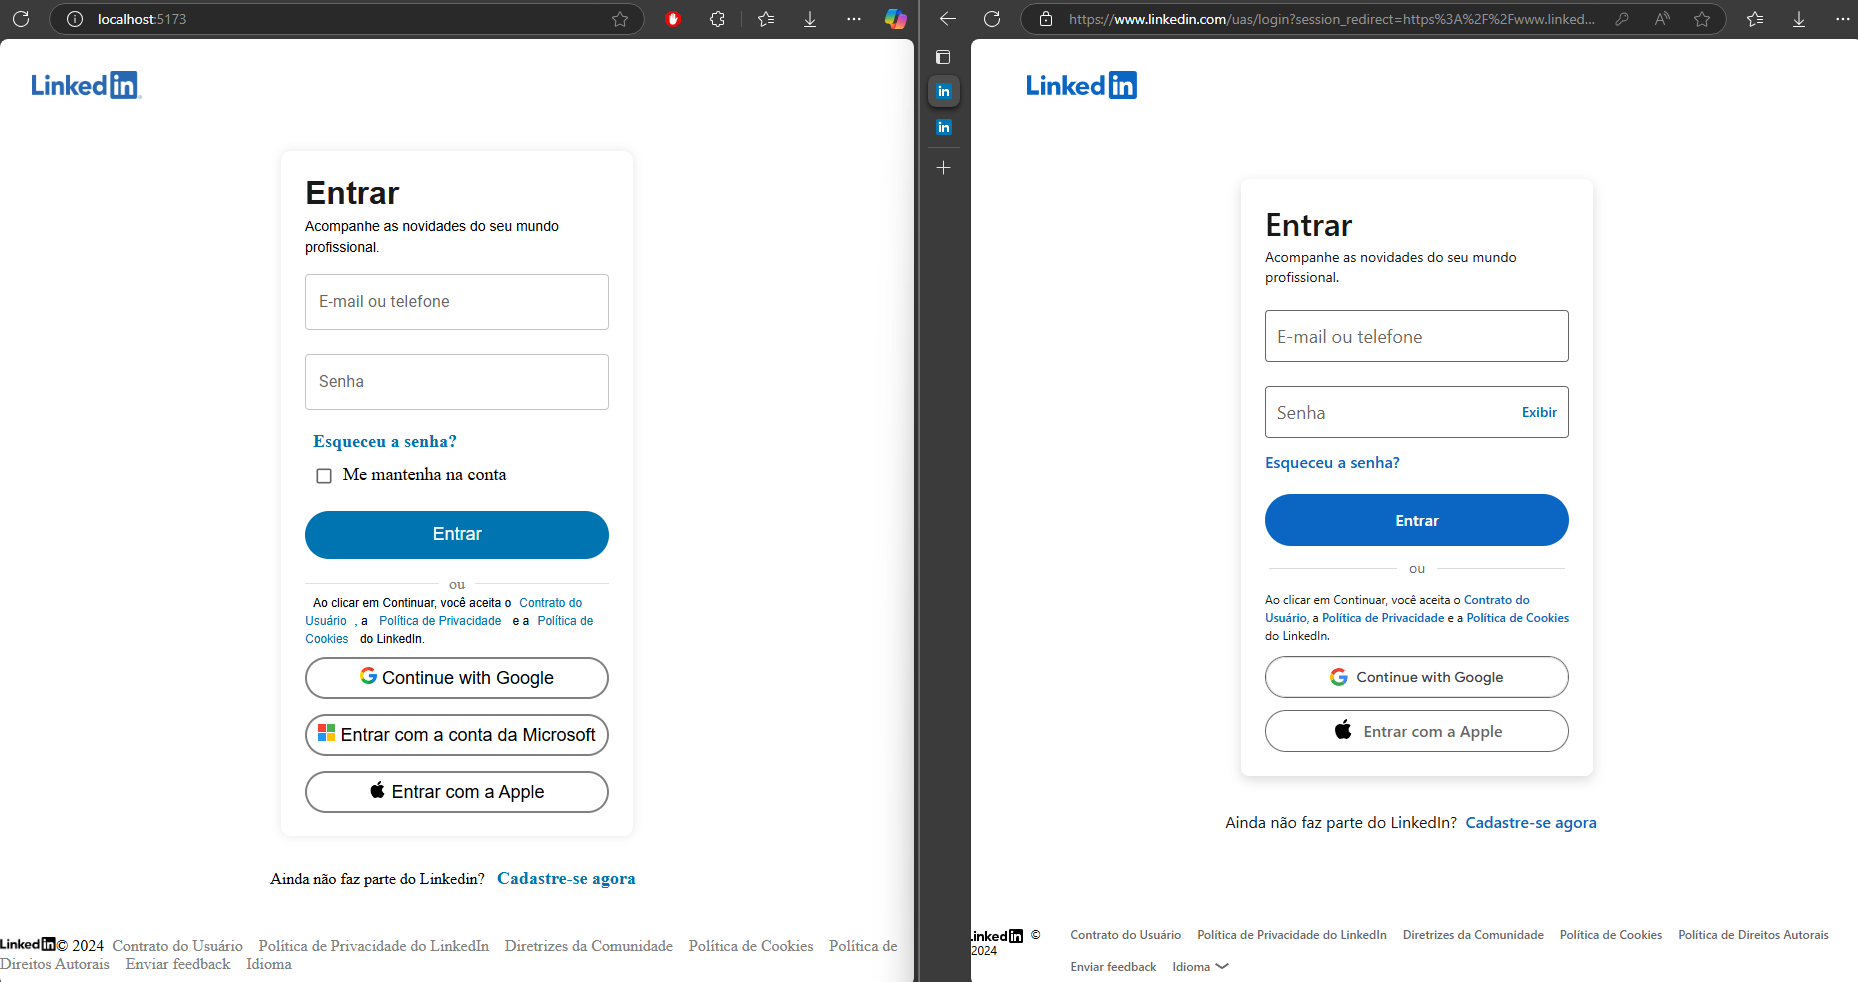 localhost:5173
Linked in
Entrar
Acompanhe as novidades do seu mundo
profissional.
E-mail ou telefone
Senha
Esqueceu a senha?
Me mantenha na conta
Entrar
ou
Ao clicar em Continuar, você aceita o Contrato do
Usuário , a Política de Privacidade e a Política de
Cookies do LinkedIn.
Continue with Google
Entrar com a conta da Microsoft
Entrar com a Apple
Ainda não faz parte do Linkedin? Cadastre-se agora
Linked in © 2024 Contrato do Usuário Política de Privacidade do LinkedIn Diretrizes da Comunidade Política de Cookies Política de
Direitos Autorais Enviar feedback Idioma
https://www.linkedin.com/uas/login?session_redirect=https%3A%2F%2Fwww.linked...
in
in
Linked in
Entrar
Acompanhe as novidades do seu mundo
profissional.
E-mail ou telefone
Senha Exibir
Esqueceu a senha?
Entrar
ou
Ao clicar em Continuar, você aceita o Contrato do
Usuário, a Política de Privacidade e a Política de Cookies
do LinkedIn.
Continue with Google
Entrar com a Apple
Ainda não faz parte do LinkedIn? Cadastre-se agora
inked in © Contrato do Usuário Política de Privacidade do LinkedIn Diretrizes da Comunidade Política de Cookies Política de Direitos Autorais
2024
Enviar feedback Idioma